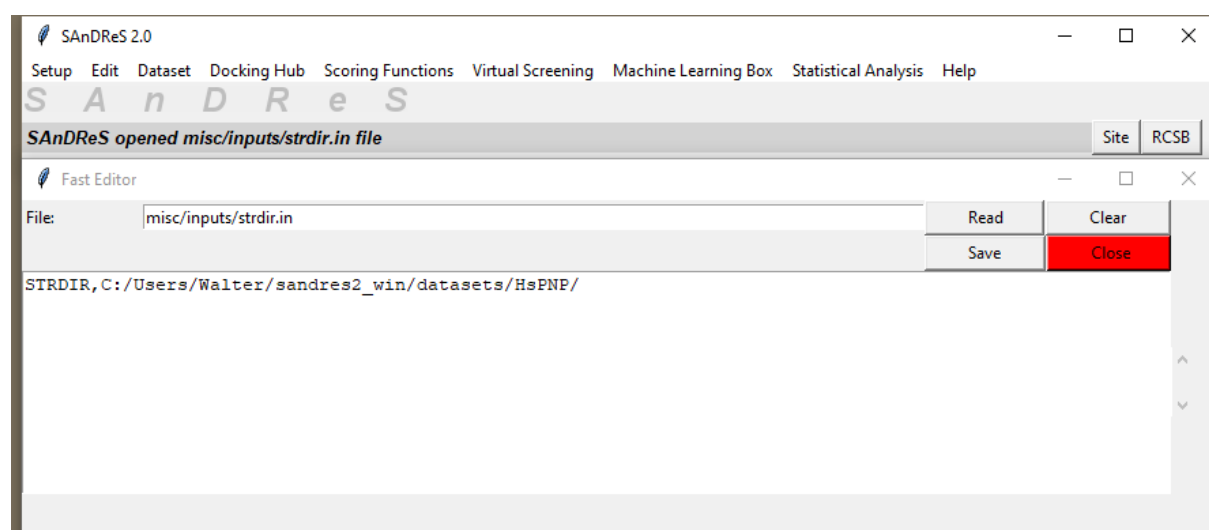 SAnDReS 2.0
Setup Edit Dataset Docking Hub Scoring Functions Virtual Screening Machine Learning Box Statistical Analysis Help
S A n D R e S
SAnDReS opened misc/inputs/strdir.in file Site RCSB
Fast Editor
File: misc/inputs/strdir.in Read Clear
Save Close
STRDIR,C:/Users/Walter/sandres2_win/datasets/HsPNP/